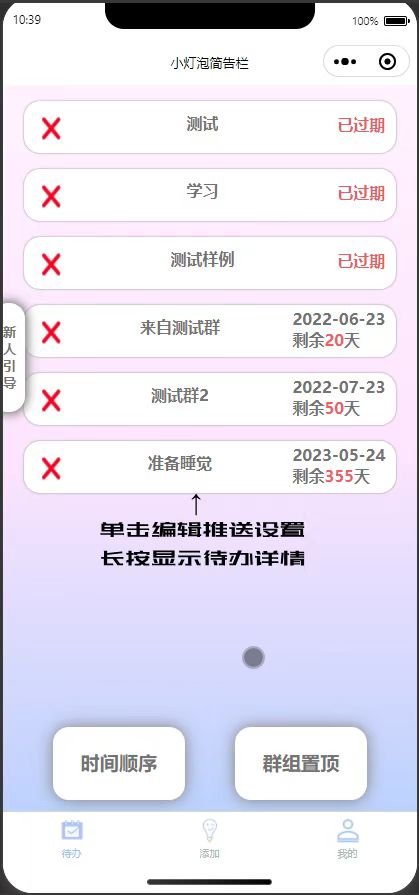 10:39
100%
小灯泡简告栏
测试
已过期
学习
已过期
测试样例
已过期
来自测试群
2022-06-23
剩余20天
新人引导
测试群2
2022-07-23
剩余50天
准备睡觉
2023-05-24
剩余355天
单击编辑推送设置
长按显示待办详情
时间顺序
群组置顶
待办
添加
我的